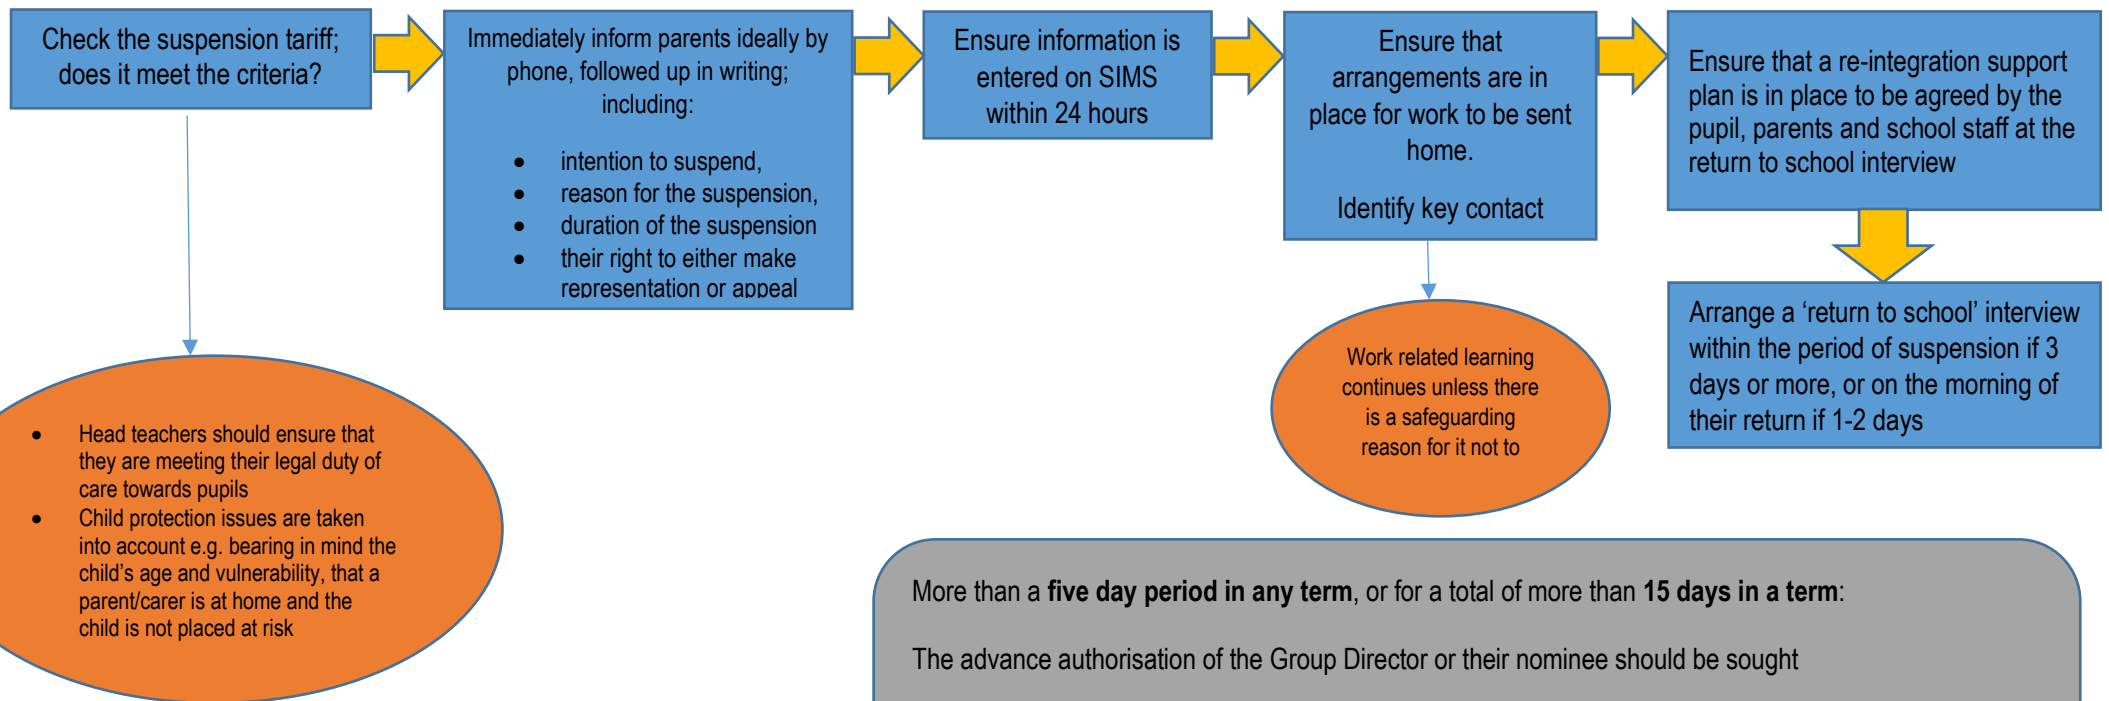 Check the suspension tariff;
does it meet the criteria?
Immediately inform parents ideally by
phone, followed up in writing;
including:
• intention to suspend,
• reason for the suspension,
• duration of the suspension
• their right to either make
representation or appeal
Ensure information is
entered on SIMS
within 24 hours
Ensure that
arrangements are in
place for work to be sent
home.
Identify key contact
Ensure that a re-integration support
plan is in place to be agreed by the
pupil, parents and school staff at the
return to school interview
Arrange a ‘return to school’ interview
within the period of suspension if 3
days or more, or on the morning of
their return if 1-2 days
• Head teachers should ensure that
they are meeting their legal duty of
care towards pupils
• Child protection issues are taken
into account e.g. bearing in mind the
child’s age and vulnerability, that a
parent/carer is at home and the
child is not placed at risk
Work related learning
continues unless there
is a safeguarding
reason for it not to
More than a five day period in any term, or for a total of more than 15 days in a term:
The advance authorisation of the Group Director or their nominee should be sought